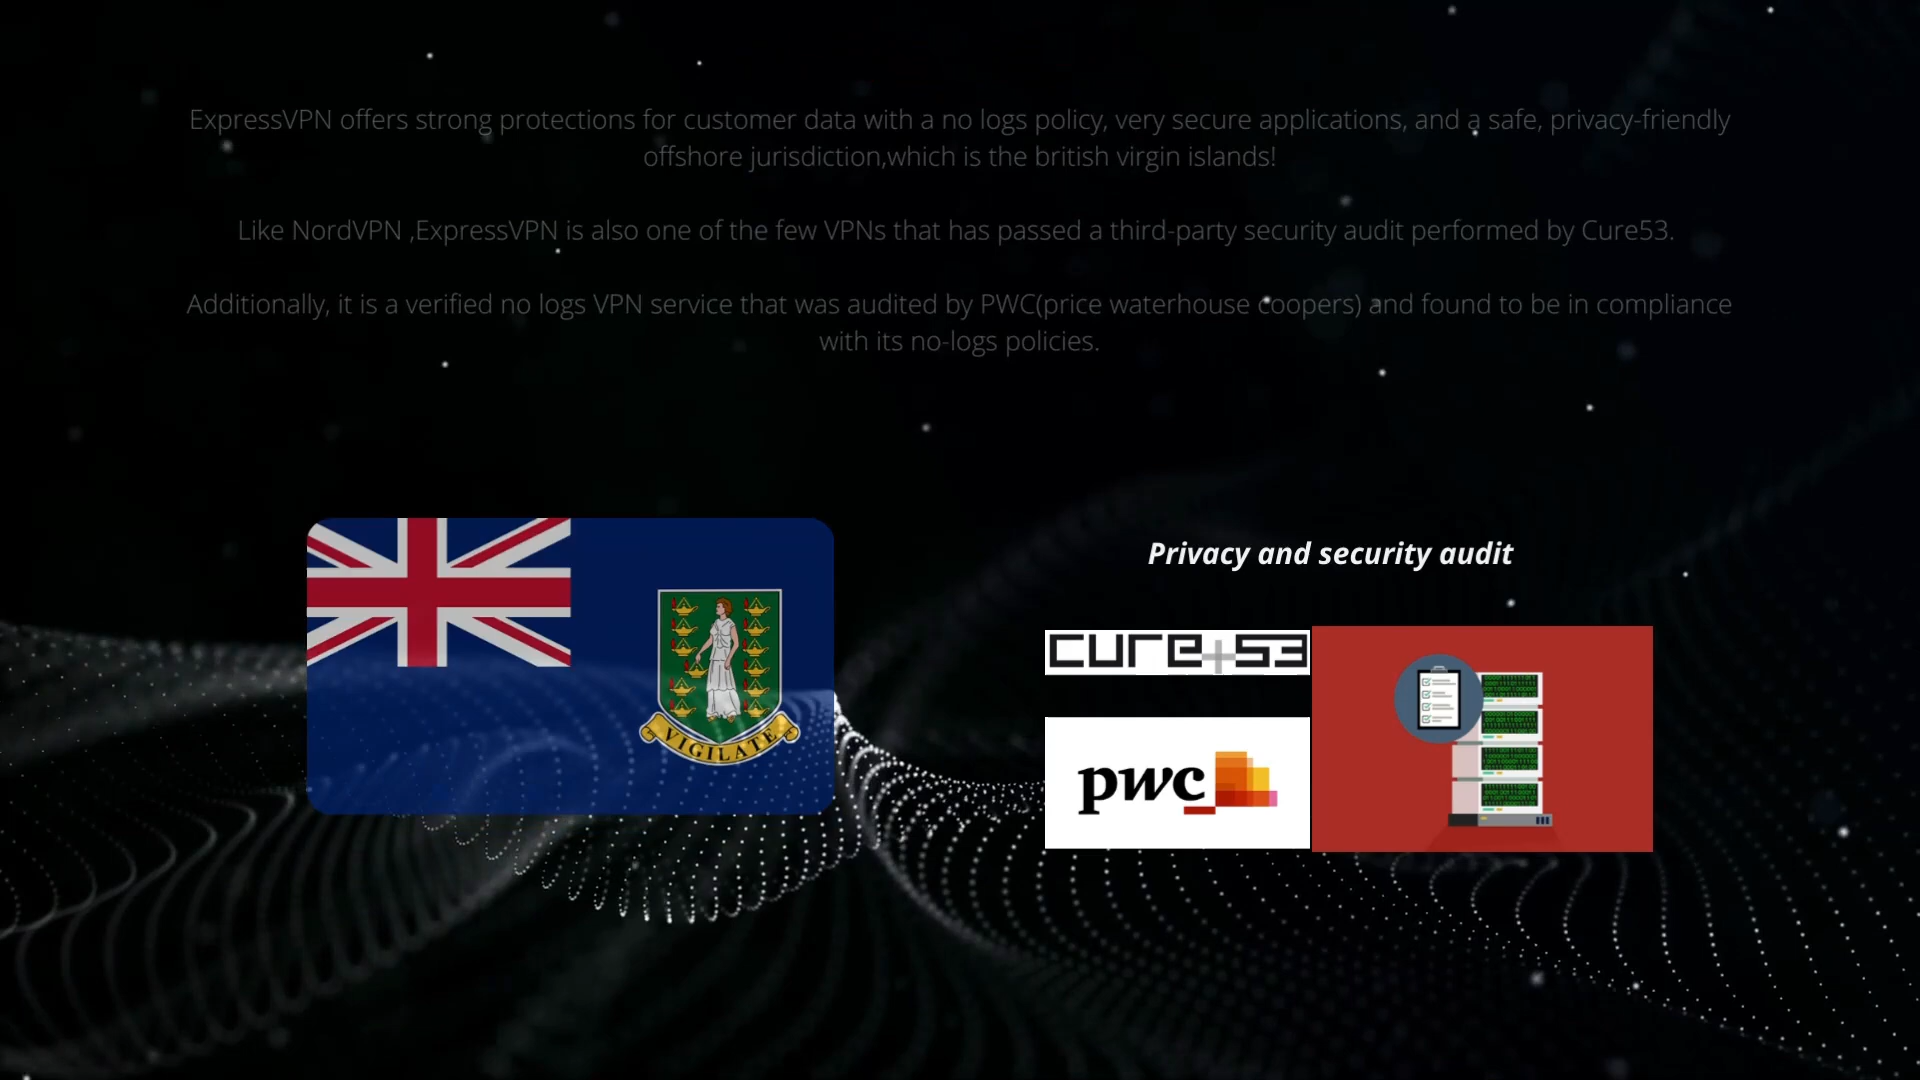 ExpressVPN offers strong protections for customer data with a no logs policy, very secure applications, and a safe, privacy-friendly
offshore jurisdiction,which is the british virgin islands!
Like NordVPN ,ExpressVPN is also one of the few VPNs that has passed a third-party security audit performed by Cure53.
Additionally, it is a verified no logs VPN service that was audited by PWC(price waterhouse coopers) and found to be in compliance
with its no-logs policies.
Privacy and security audit
cure+53
pwc
VIGILATE